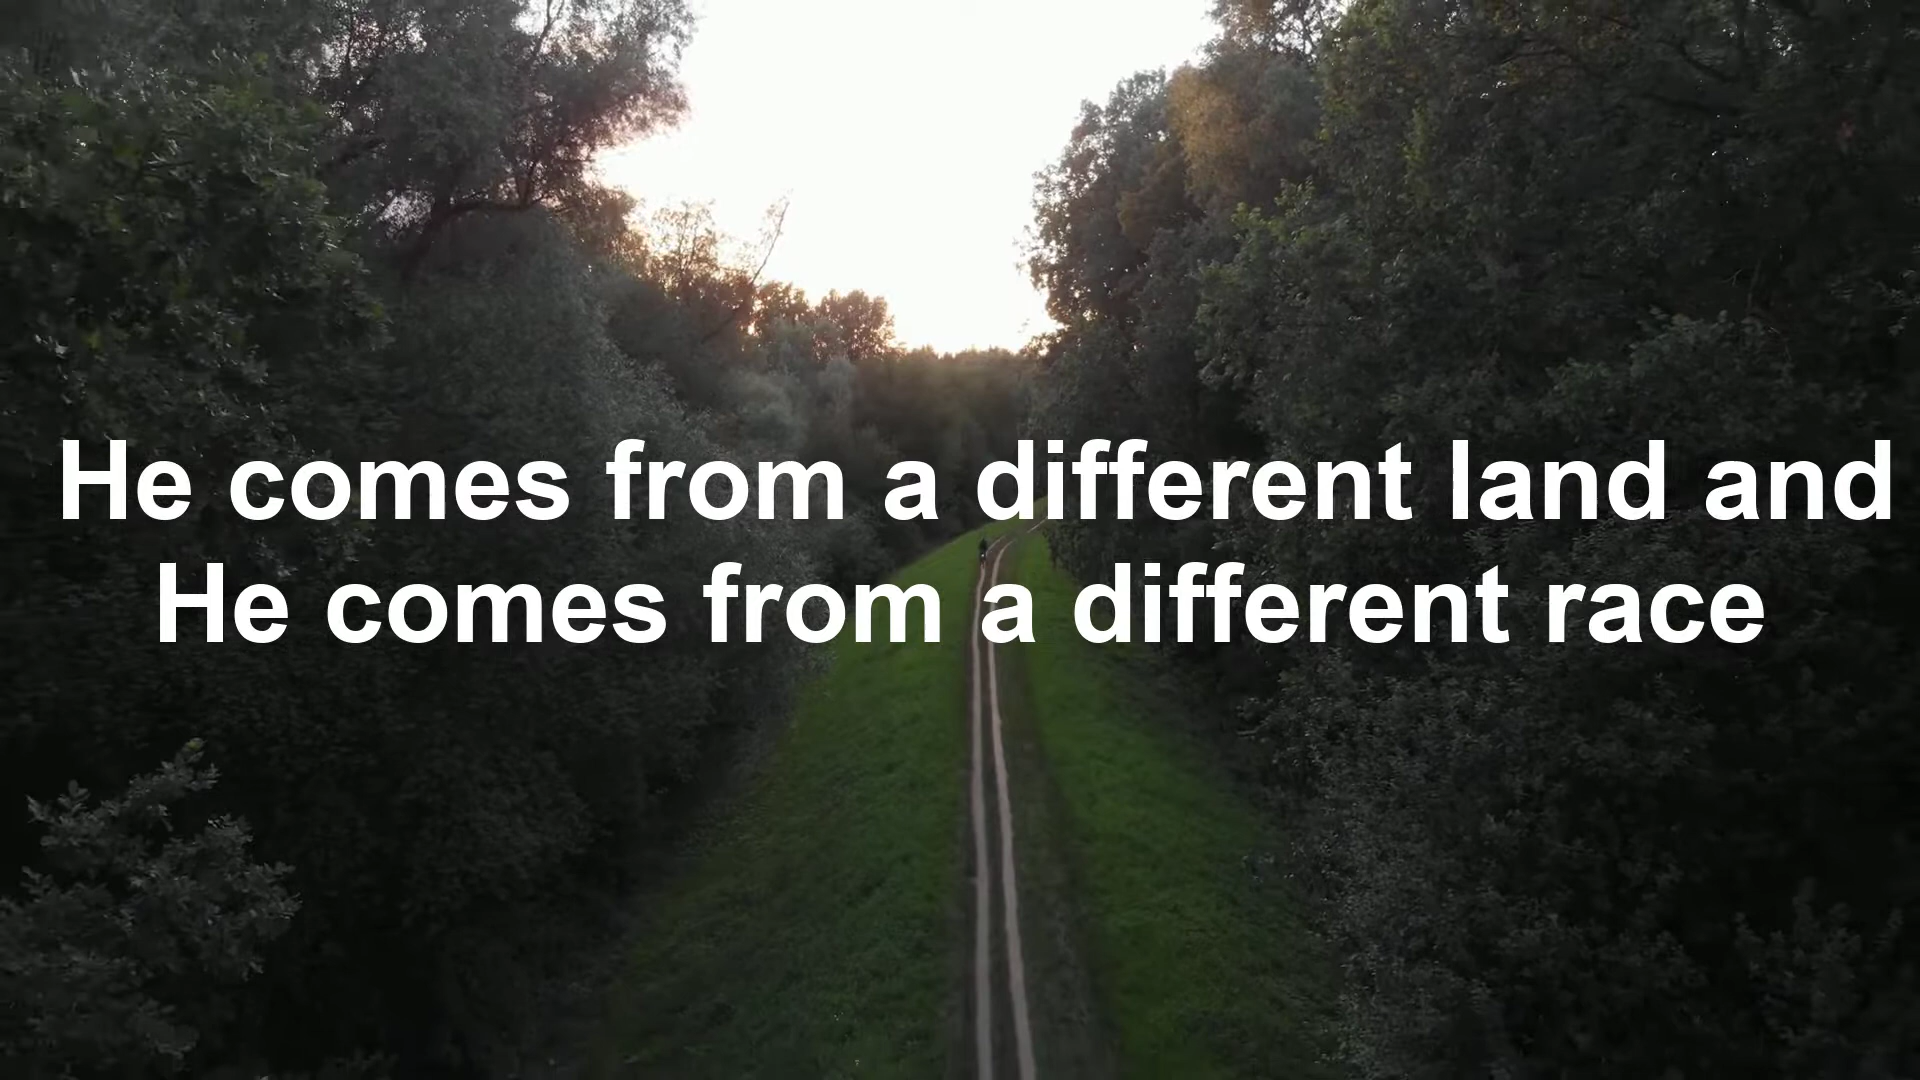 He comes from a different land and
He comes from a different race